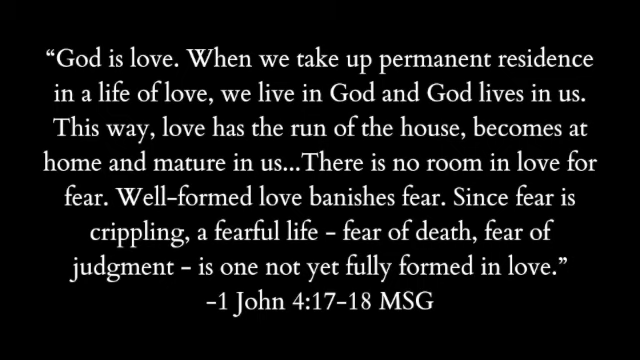 “God is love. When we take up permanent residence
in a life of love, we live in God and God lives in us.
This way, love has the run of the house, becomes at
home and mature in us...There is no room in love for
fear. Well-formed love banishes fear. Since fear is
crippling, a fearful life - fear of death, fear of
judgment - is one not yet fully formed in love.”
-1 John 4:17-18 MSG